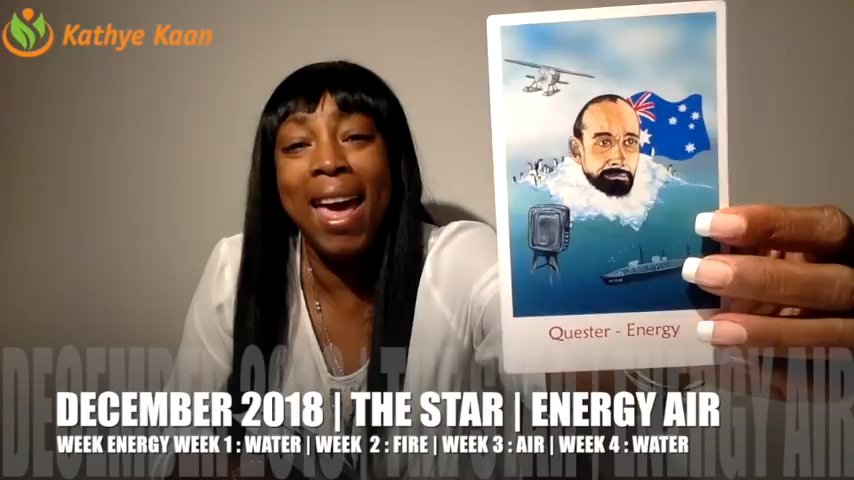 Kathye Kaan
Quester - Energy
DECEMBER 2018 | THE STAR | ENERGY AIR
WEEK ENERGY WEEK 1 : WATER | WEEK 2 : FIRE | WEEK 3 : AIR | WEEK 4 : WATER